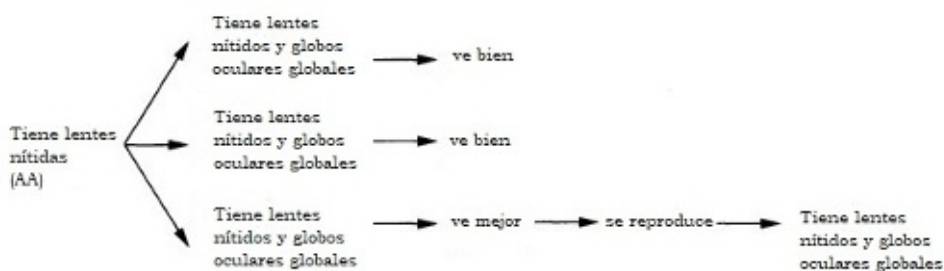 Tiene lentes
nítidos y globos
oculares globales
ve bien
Tiene lentes
nítidas
(AA)
Tiene lentes
nítidos y globos
oculares globales
ve bien
Tiene lentes
nítidos y globos
oculares globales
ve mejor
se reproduce
Tiene lentes
nítidos y globos
oculares globales